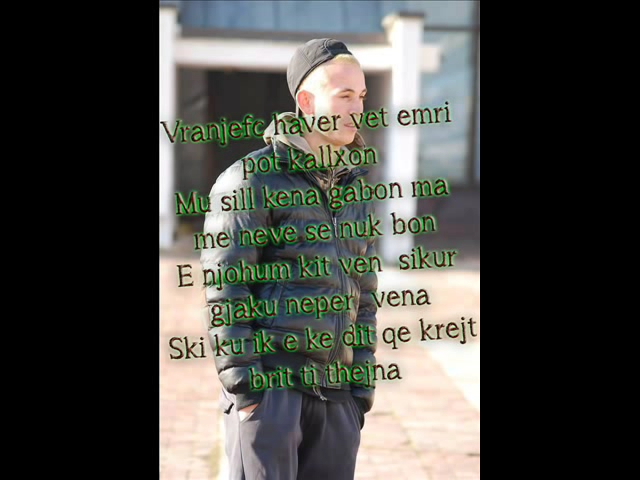 Vranjefc haver vet emri
pot kallxon
Mu sill kena gabon ma
me neve se nuk bon
E njohum kit ven sikur
gjaku neper vena
Ski ku ik e ke dit qe krejt
brit ti thejna